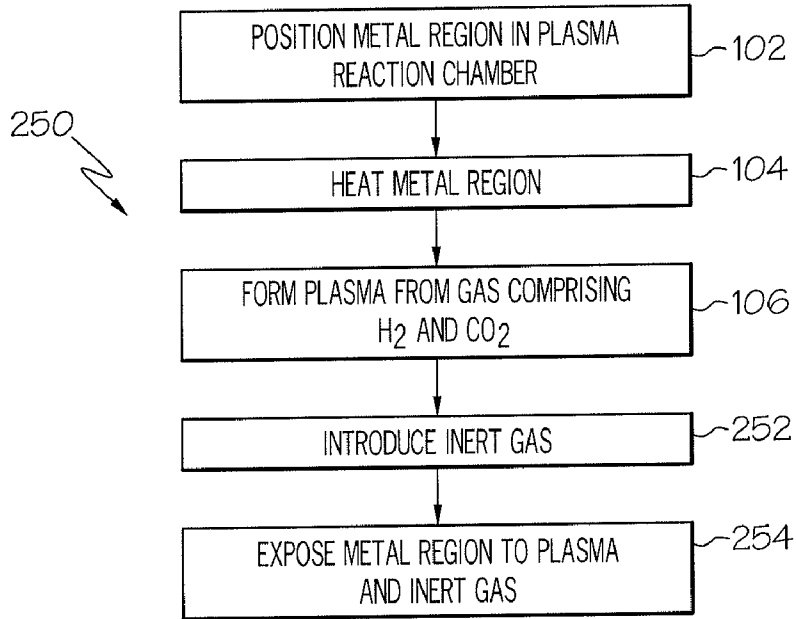 POSITION METAL REGION IN PLASMA
REACTION CHAMBER
102
250
HEAT METAL REGION
104
FORM PLASMA FROM GAS COMPRISING
H2 AND CO2
106
INTRODUCE INERT GAS
252
EXPOSE METAL REGION TO PLASMA
AND INERT GAS
254